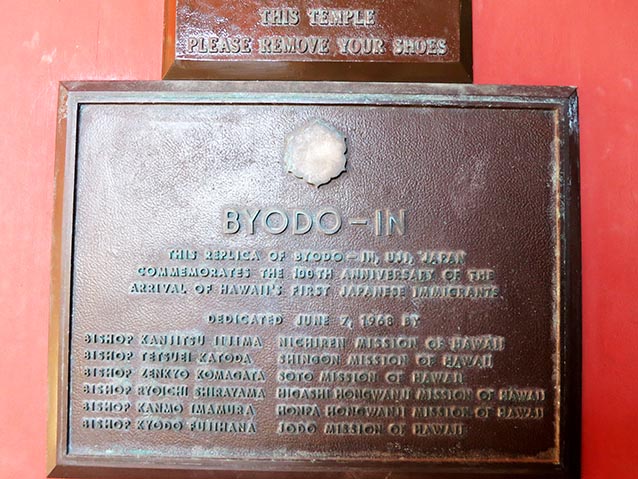 THIS TEMPLE
PLEASE REMOVE YOUR SHOES
BYODO-IN
THIS REPLICA OF BYODO-IN, UJI, JAPAN
COMMEMORATES THE 100TH ANNIVERSARY OF THE
ARRIVAL OF HAWAII'S FIRST JAPANESE IMMIGRANTS
DEDICATED JUNE 7, 1968 BY
BISHOP KANJITSU IIJIMA NICHIREN MISSION OF HAWAII
BISHOP TETSUEI KATODA SHINGON MISSION OF HAWAII
BISHOP ZENKYO KOMAGATA SOTO MISSION OF HAWAII
BISHOP RYOICHI SHIRAYAMA HIGASHI HONGWANJI MISSION OF HAWAII
BISHOP KANMO IMAMURA HONPA HONGWANJI MISSION OF HAWAII
BISHOP KYODO FUJIHANA JODO MISSION OF HAWAII